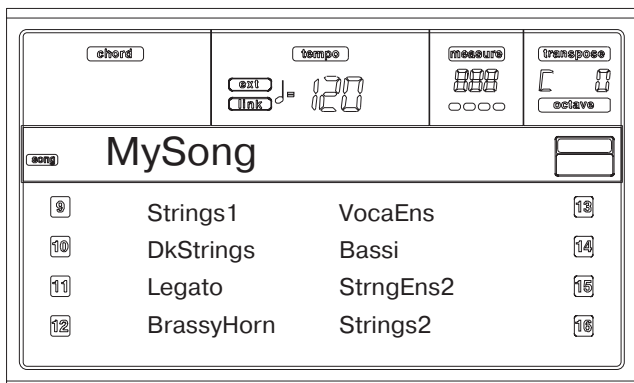 chord tempo measure transpose
ext
link = 120 888 C 0
octave
song MySong
9 Strings1 VocaEns 13
10 DkStrings Bassi 14
11 Legato StrngEns2 15
12 BrassyHorn Strings2 16